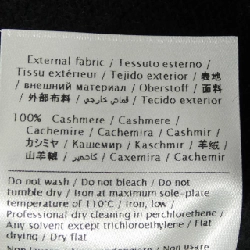 External fabric / Tessuto esterno /
Tissu extérieur / Tejido exterior / 表地
/ внешний материал / Oberstoff / 面料
/ 外部布料 / قماش خارجي / Tejido exterior
100% Cashmere / Cashmere /
Cachemire / Cachemira / Cashmir /
カシミヤ / Кашемир / Kaschmir / 羊绒 /
山羊絨 / كاشمير / Caxemira / Cachemir
Do not wash / Do not bleach / Do not
tumble dry / Iron at maximum sole-plate
temperature of 110°C / Iron, low /
Professional dry cleaning in perchlorethene /
Any solvent except trichloroethylene / Flat
drying / Dry flat